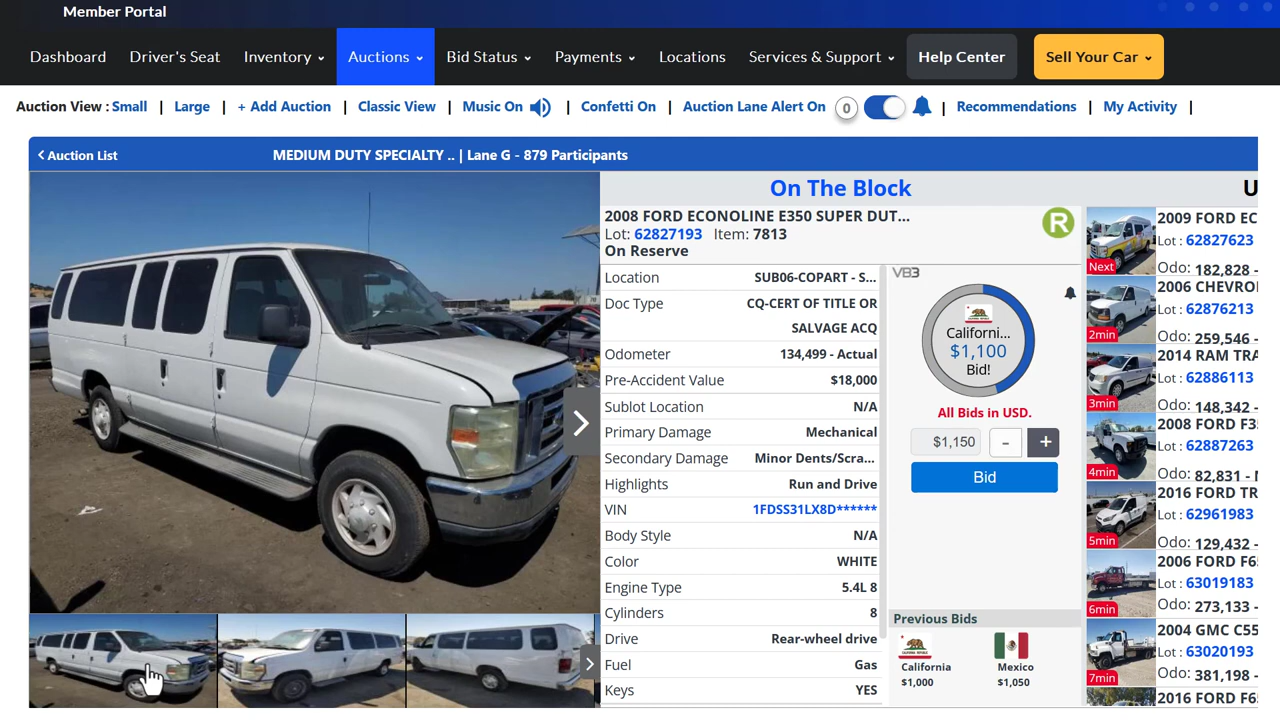 Member Portal
Dashboard Driver's Seat Inventory Auctions Bid Status Payments Locations Services & Support Help Center Sell Your Car
Auction View : Small | Large | + Add Auction | Classic View | Music On | Confetti On | Auction Lane Alert On 0 | Recommendations | My Activity |
Auction List
MEDIUM DUTY SPECIALTY .. | Lane G - 879 Participants
On The Block
2008 FORD ECONOLINE E350 SUPER DUT...
Lot: 62827193 Item: 7813
On Reserve
R
Location SUB06-COPART - S...
Doc Type CQ-CERT OF TITLE OR
SALVAGE ACQ
Odometer 134,499 - Actual
Pre-Accident Value $18,000
Sublot Location N/A
Primary Damage Mechanical
Secondary Damage Minor Dents/Scra...
Highlights Run and Drive
VIN 1FDSS31LX8D******
Body Style N/A
Color WHITE
Engine Type 5.4L 8
Cylinders 8
Drive Rear-wheel drive
Fuel Gas
Keys YES
VB3
Californi...
$1,100
Bid!
All Bids in USD.
$1,150 - +
Bid
Previous Bids
California Mexico
$1,000 $1,050
U
2009 FORD EC
Lot : 62827623
Next
Odo: 182,828 -
2006 CHEVROL
Lot : 62876213
2min
Odo: 259,546 -
2014 RAM TRA
Lot : 62886113
3min
Odo: 148,342 -
2008 FORD F35
Lot : 62887263
4min
Odo: 82,831 -
2016 FORD TR
Lot : 62961983
5min
Odo: 129,432 -
2006 FORD F65
Lot : 63019183
6min
Odo: 273,133 -
2004 GMC C55
Lot : 63020193
7min
Odo: 381,198 -
2016 FORD F65